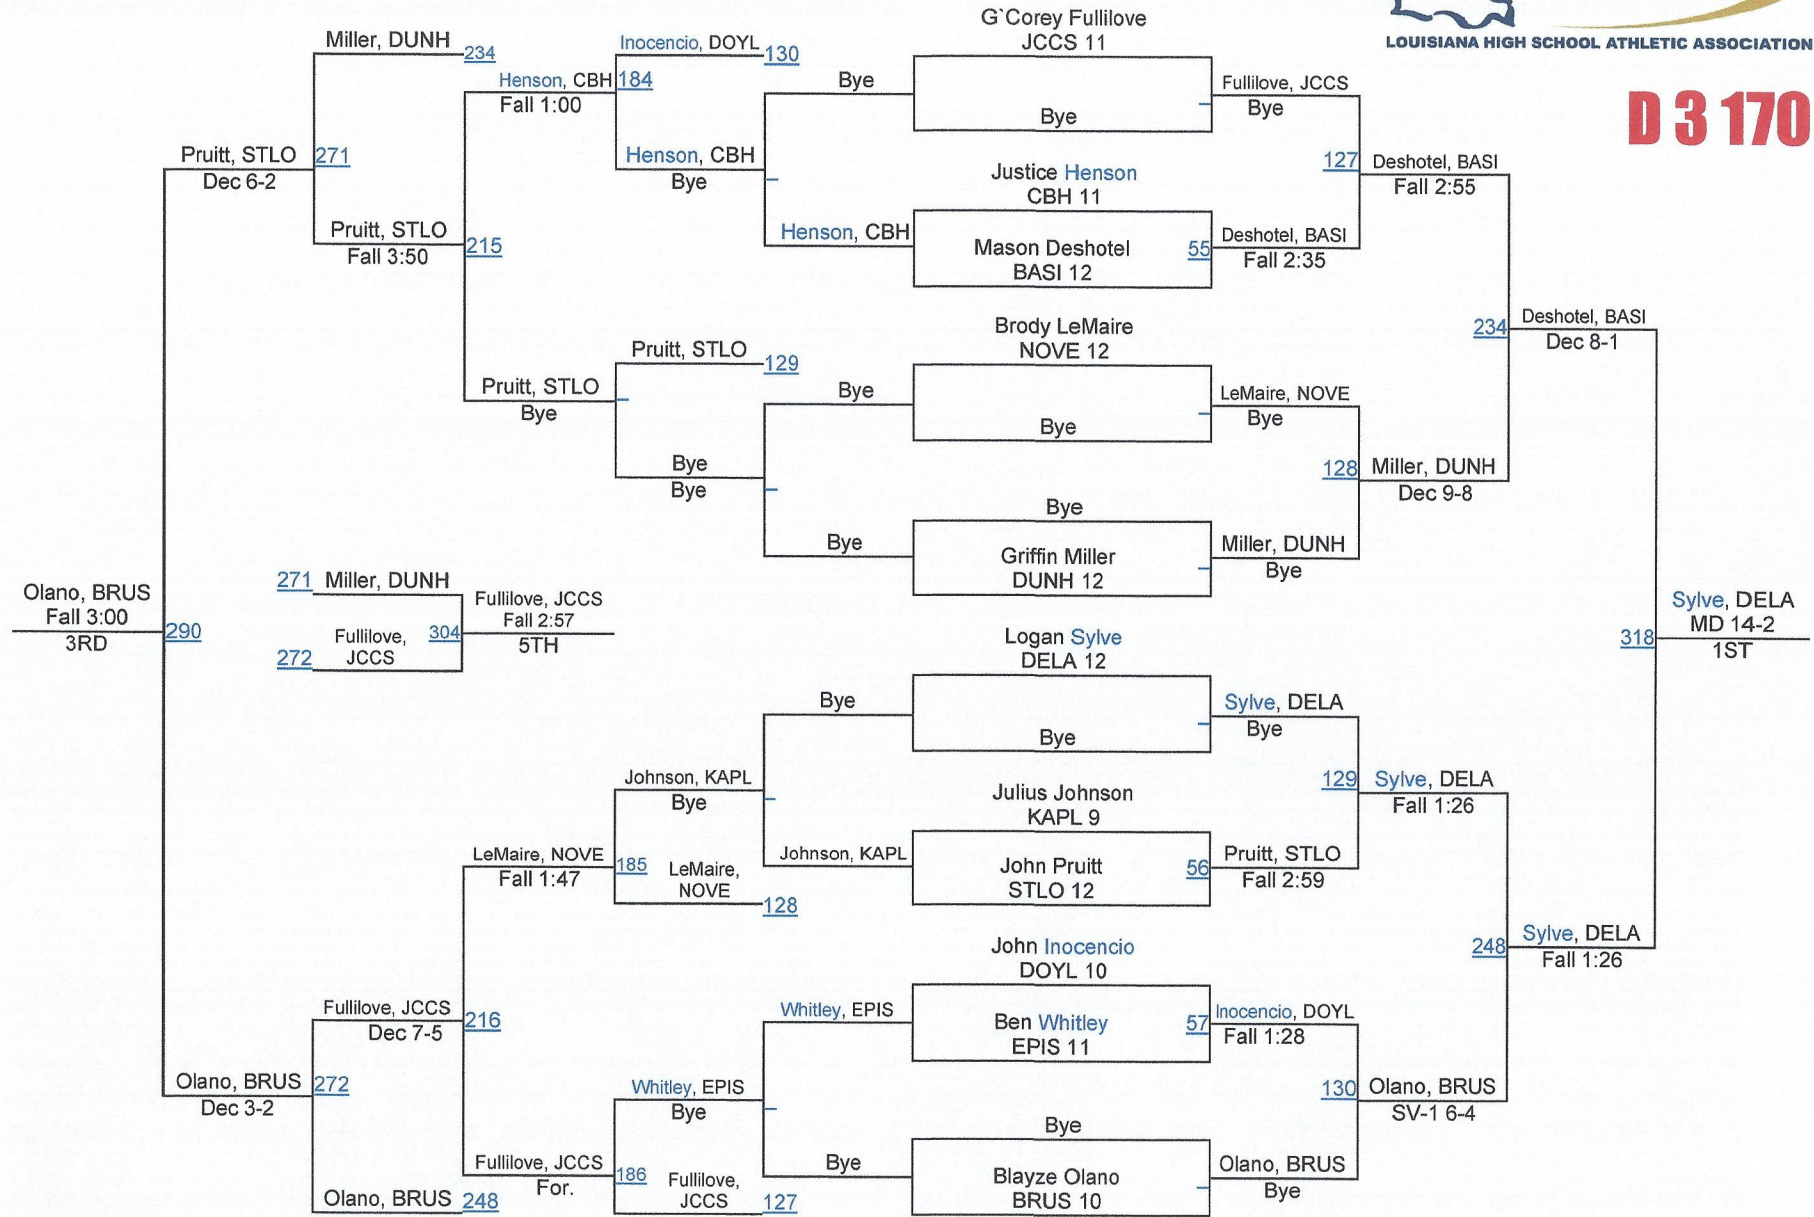 LOUISIANA HIGH SCHOOL ATHLETIC ASSOCIATION
D 3 170
G`Corey Fullilove
JCCS 11
Bye
Bye
Fullilove, JCCS
Bye
Justice Henson
CBH 11
Mason Deshotel
BASI 12
55
Henson, CBH
Deshotel, BASI
Fall 2:35
127
Deshotel, BASI
Fall 2:55
Brody LeMaire
NOVE 12
Bye
Bye
LeMaire, NOVE
Bye
Bye
Griffin Miller
DUNH 12
Bye
Miller, DUNH
Bye
128
Miller, DUNH
Dec 9-8
234
Deshotel, BASI
Dec 8-1
Logan Sylve
DELA 12
Bye
Bye
Sylve, DELA
Bye
Julius Johnson
KAPL 9
John Pruitt
STLO 12
56
Johnson, KAPL
Pruitt, STLO
Fall 2:59
129
Sylve, DELA
Fall 1:26
John Inocencio
DOYL 10
Ben Whitley
EPIS 11
57
Whitley, EPIS
Inocencio, DOYL
Fall 1:28
Bye
Blayze Olano
BRUS 10
Bye
Olano, BRUS
Bye
130
Olano, BRUS
SV-1 6-4
248
Sylve, DELA
Fall 1:26
318
Sylve, DELA
MD 14-2
1ST
Inocencio, DOYL
130
Henson, CBH
Bye
184
Henson, CBH
Fall 1:00
Pruitt, STLO
129
Bye
Bye
Pruitt, STLO
Bye
215
Pruitt, STLO
Fall 3:50
Miller, DUNH
234
271
Pruitt, STLO
Dec 6-2
Johnson, KAPL
Bye
LeMaire,
NOVE
128
185
LeMaire, NOVE
Fall 1:47
Whitley, EPIS
Bye
Fullilove,
JCCS
127
186
Fullilove, JCCS
For.
216
Fullilove, JCCS
Dec 7-5
Olano, BRUS
248
272
Olano, BRUS
Dec 3-2
290
Olano, BRUS
Fall 3:00
3RD
271
Miller, DUNH
272
Fullilove,
JCCS
304
Fullilove, JCCS
Fall 2:57
5TH